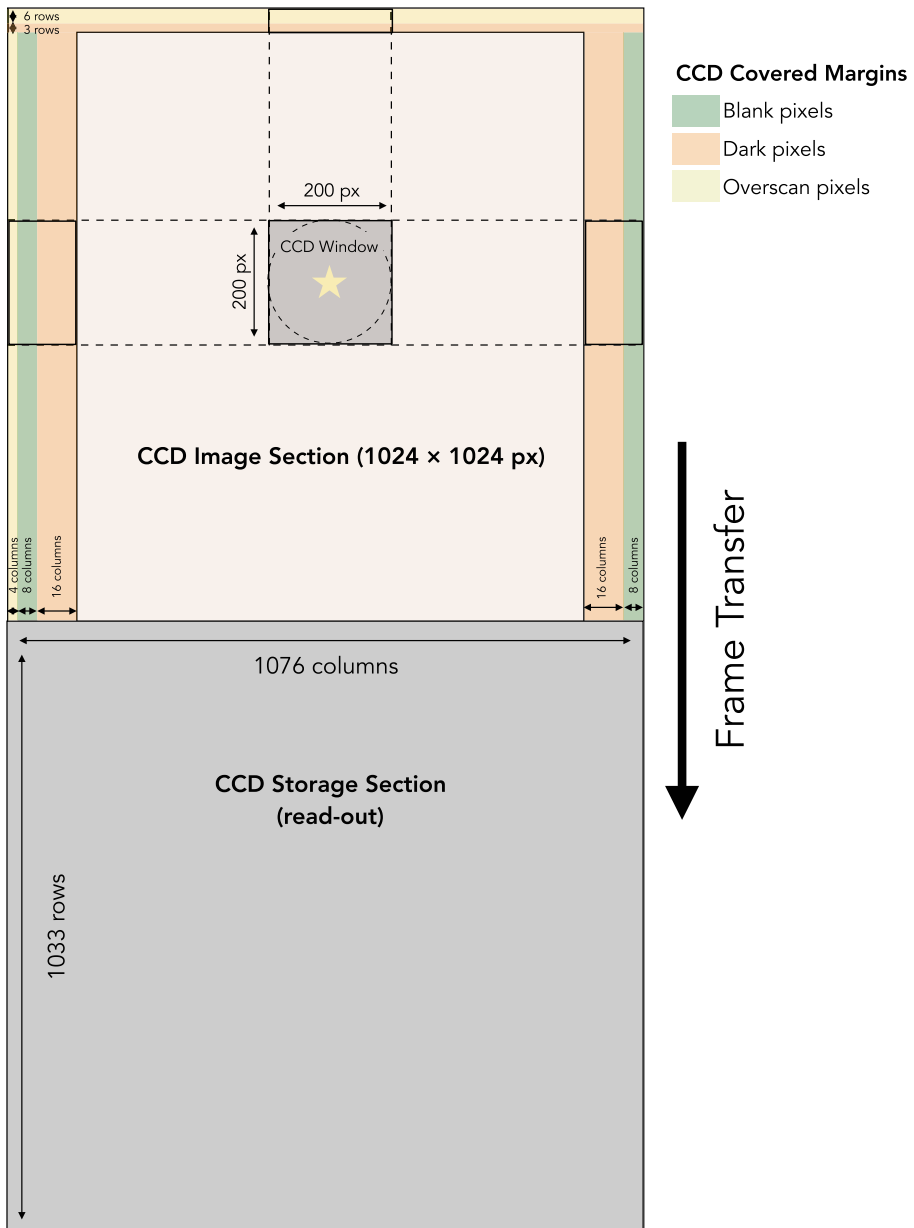 6 rows
3 rows
CCD Covered Margins
Blank pixels
Dark pixels
Overscan pixels
200 px
CCD Window
200 px
CCD Image Section (1024 × 1024 px)
4 columns
8 columns
16 columns
16 columns
8 columns
Frame Transfer
1076 columns
CCD Storage Section
(read-out)
1033 rows